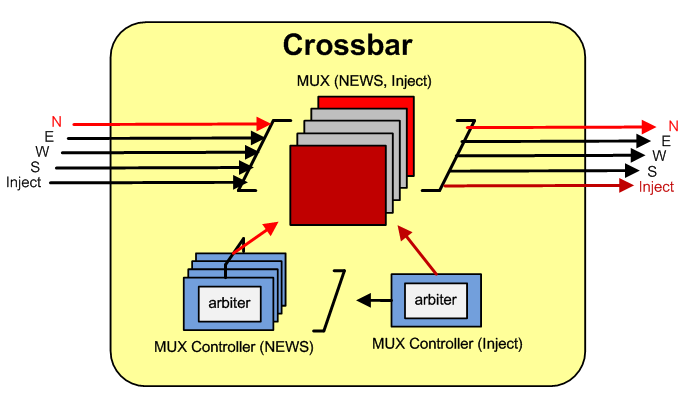 Crossbar
MUX (NEWS, Inject)
N
E
W
S
Inject
N
E
W
S
Inject
arbiter
arbiter
MUX Controller (NEWS)
MUX Controller (Inject)